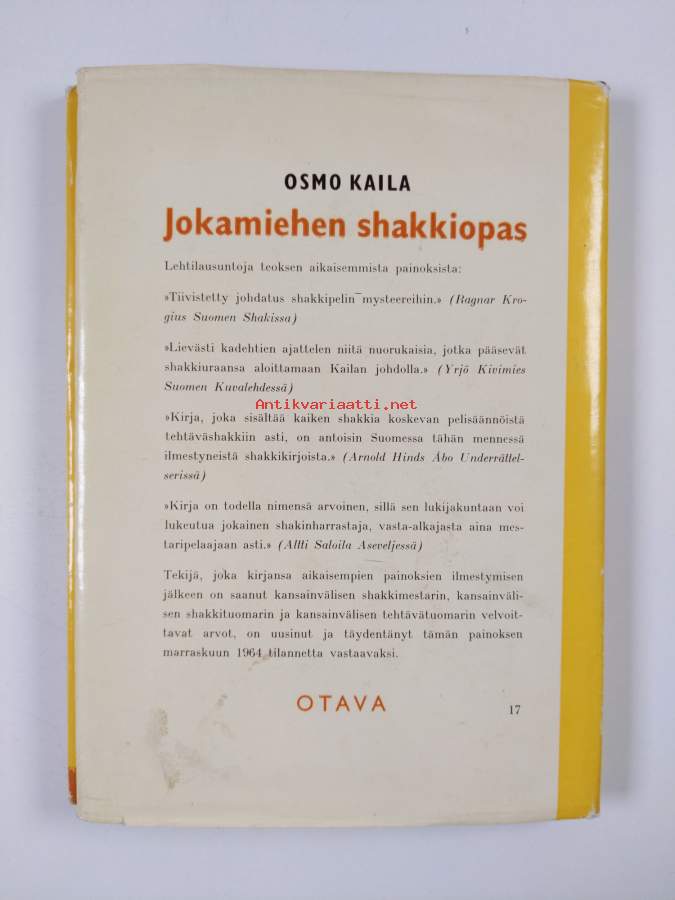 OSMO KAILA
Jokamiehen shakkiopas
Lehtilausuntoja teoksen aikaisemmista painoksista:
»Tiivistetty johdatus shakkipelin mysteereihin.» (Ragnar Kro-
gius Suomen Shakissa)
»Lievästi kadehtien ajattelen niitä nuorukaisia, jotka pääsevät
shakkiuraansa aloittamaan Kailan johdolla.» (Yrjö Kivimies
Suomen Kuvalehdessä)
Antikvariaatti.net
»Kirja, joka sisältää kaiken shakkia koskevan pelisäännöistä
tehtäväshakkiin asti, on antoisin Suomessa tähän mennessä
ilmestyneistä shakkikirjoista.» (Arnold Hinds Åbo Underrättel-
serissä)
»Kirja on todella nimensä arvoinen, sillä sen lukijakuntaan voi
lukeutua jokainen shakinharrastaja, vasta-alkajasta aina mes-
taripelaajaan asti.» (Altti Saloila Aseveljessä)
Tekijä, joka kirjansa aikaisempien painoksien ilmestymisen
jälkeen on saanut kansainvälisen shakkimestarin, kansainväli-
sen shakkituomarin ja kansainvälisen tehtävätuomarin velvoit-
tavat arvot, on uusinut ja täydentänyt tämän painoksen
marraskuun 1964 tilannetta vastaavaksi.
OTAVA
17